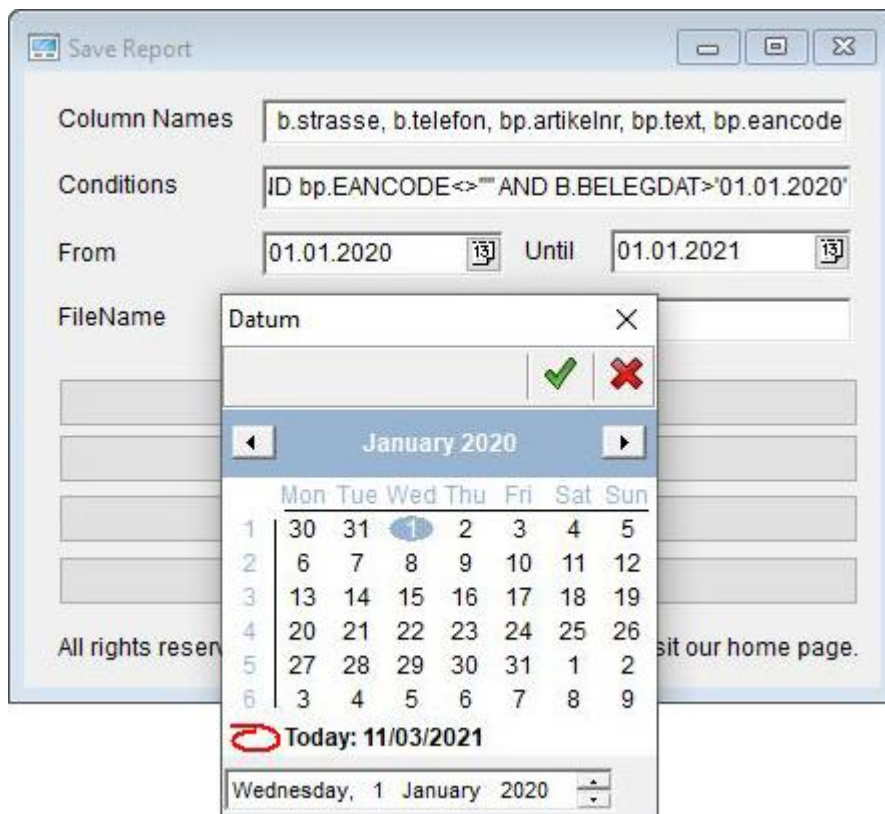 Save Report
Column Names b.strasse, b.telefon, bp.artikelnr, bp.text, bp.eancode
Conditions ND bp.EANCODE<>"" AND B.BELEGDAT>'01.01.2020'
From 01.01.2020 13 Until 01.01.2021 13
FileName
Datum
January 2020
Mon Tue Wed Thu Fri Sat Sun
1 30 31 1 2 3 4 5
2 6 7 8 9 10 11 12
3 13 14 15 16 17 18 19
4 20 21 22 23 24 25 26
5 27 28 29 30 31 1 2
6 3 4 5 6 7 8 9
Today: 11/03/2021
All rights reserv sit our home page.
Wednesday, 1 January 2020